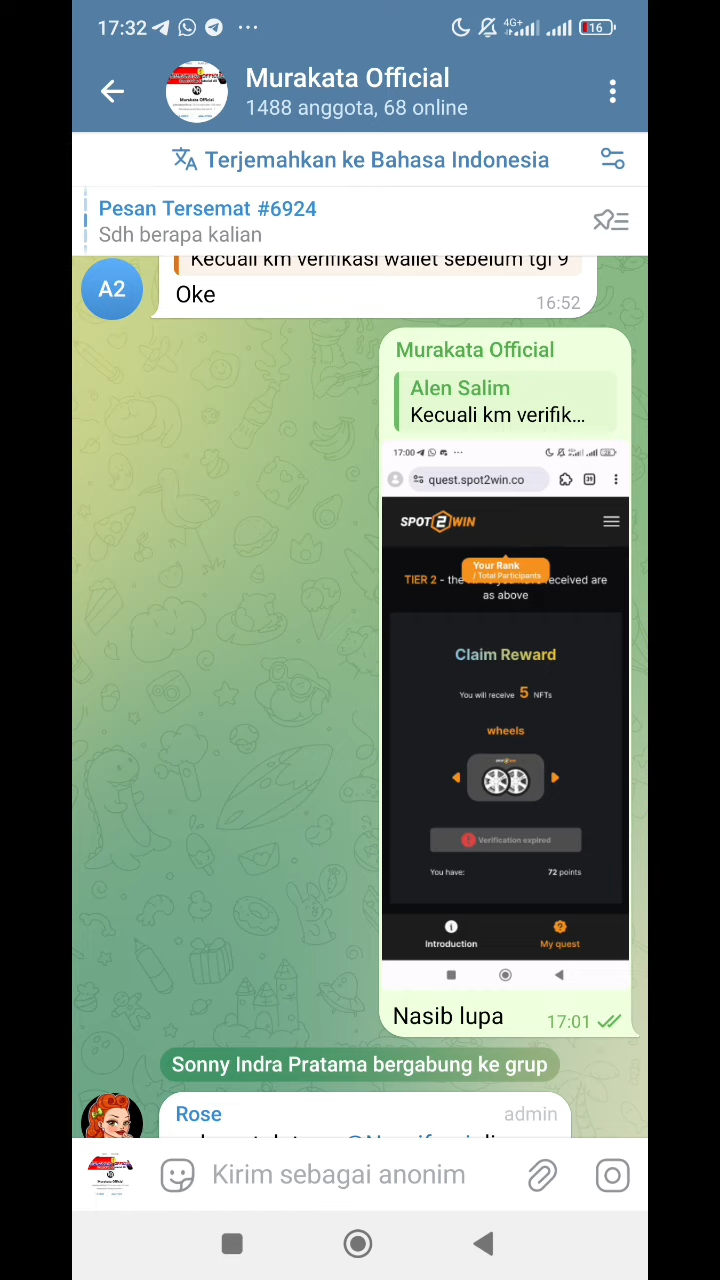 17:32
4G+
16
Murakata Official
1488 anggota, 68 online
Terjemahkan ke Bahasa Indonesia
Pesan Tersemat #6924
Sdh berapa kalian
Kecuali km verifikasi wallet sebelum tgl 9
A2
Oke
16:52
Murakata Official
Alen Salim
Kecuali km verifik...
17:00
quest.spot2win.co
SPOT2WIN
Your Rank
/ Total Participants
TIER 2 - the
eceived are
as above
Claim Reward
You will receive 5 NFTs
wheels
Verification expired
You have: 72 points
Introduction
My quest
Nasib lupa
17:01
Sonny Indra Pratama bergabung ke grup
Rose
admin
Kirim sebagai anonim